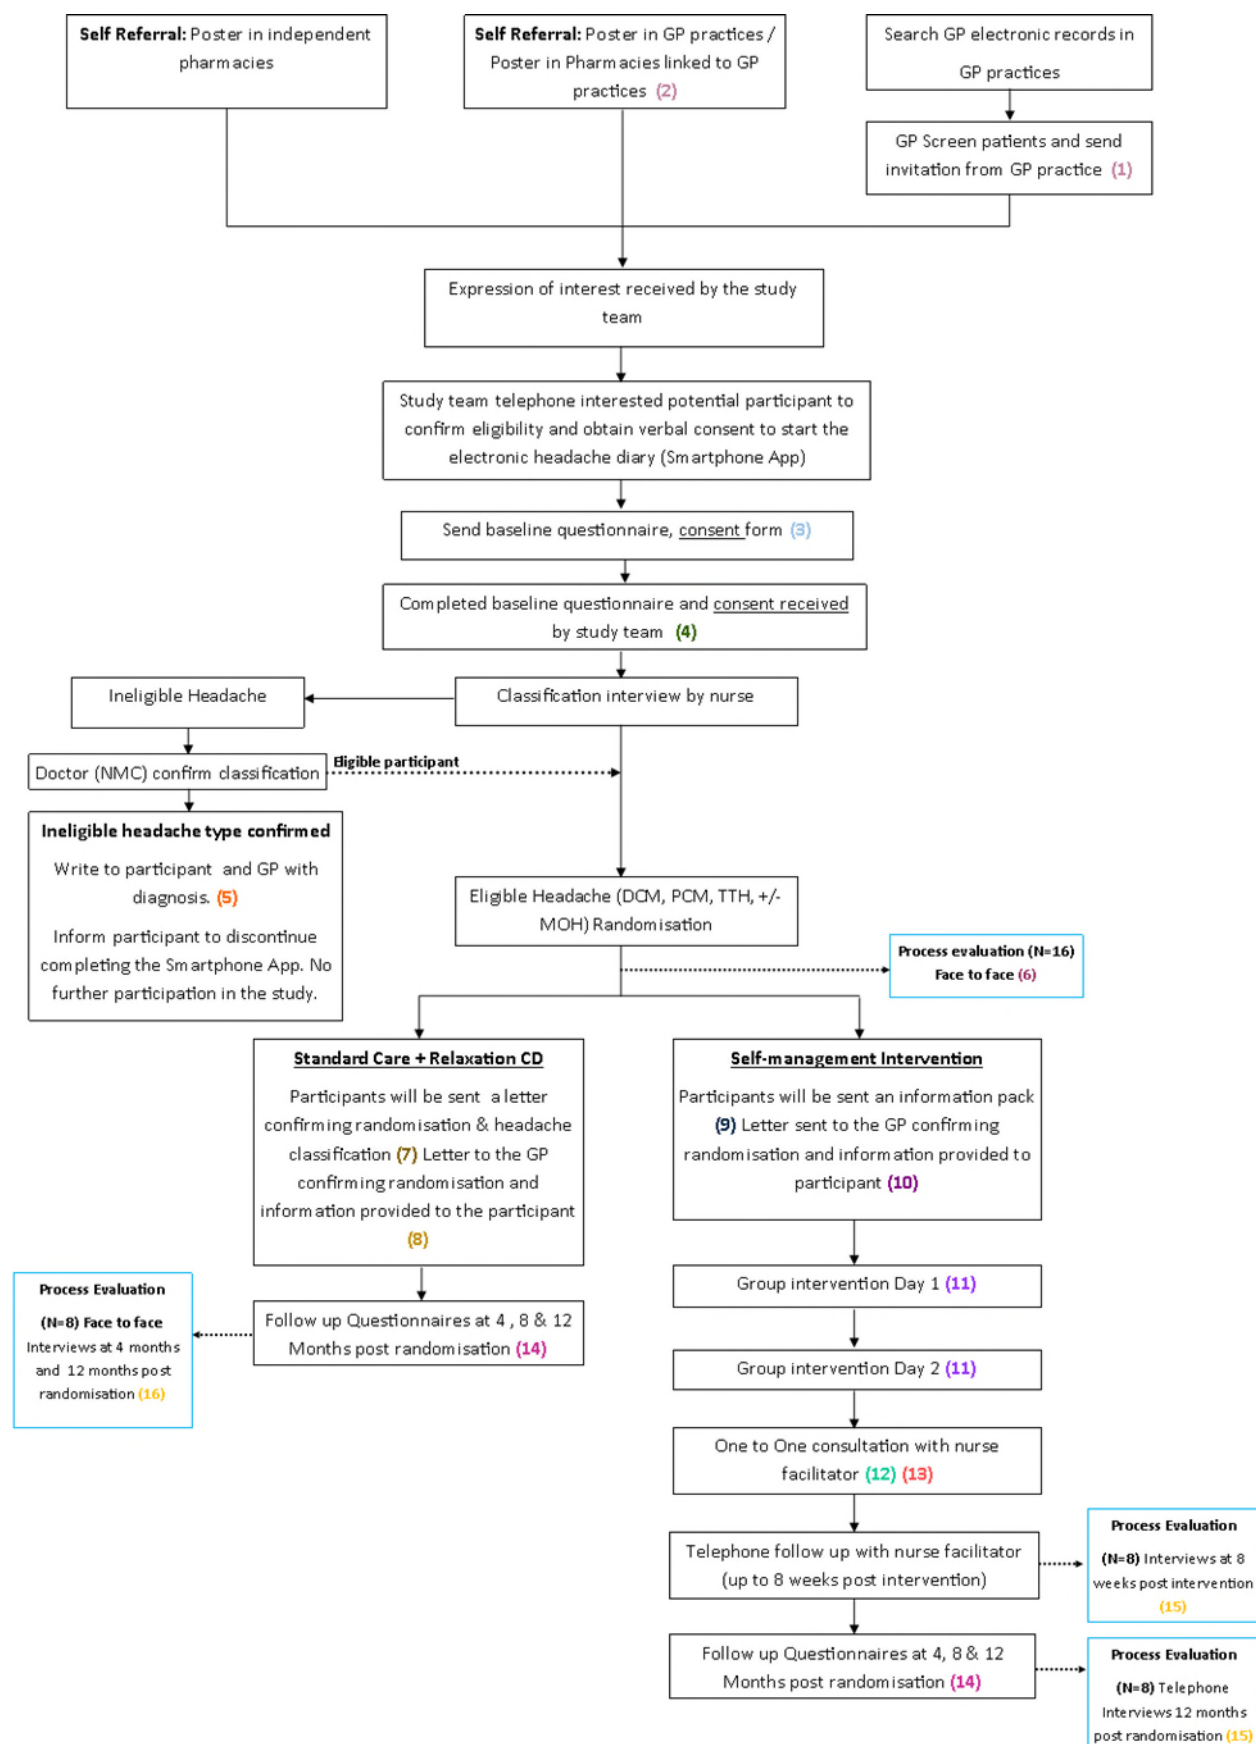 Self Referral: Poster in independent
pharmacies
Self Referral: Poster in GP practices /
Poster in Pharmacies linked to GP
practices (2)
Search GP electronic records in
GP practices
GP Screen patients and send
invitation from GP practice (1)
Expression of interest received by the study
team
Study team telephone interested potential participant to
confirm eligibility and obtain verbal consent to start the
electronic headache diary (Smartphone App)
Send baseline questionnaire, consent form (3)
Completed baseline questionnaire and consent received
by study team (4)
Ineligible Headache
Classification interview by nurse
Doctor (NMC) confirm classification
Eligible participant
Ineligible headache type confirmed
Write to participant and GP with
diagnosis. (5)
Inform participant to discontinue
completing the Smartphone App. No
further participation in the study.
Eligible Headache (DCM, PCM, TTH, +/-
MOH) Randomisation
Process evaluation (N=16)
Face to face (6)
Standard Care + Relaxation CD
Participants will be sent a letter
confirming randomisation & headache
classification (7) Letter to the GP
confirming randomisation and
information provided to the participant
(8)
Self-management Intervention
Participants will be sent an information pack
(9) Letter sent to the GP confirming
randomisation and information provided to
participant (10)
Process Evaluation
(N=8) Face to face
Interviews at 4 months
and 12 months post
randomisation (16)
Follow up Questionnaires at 4 , 8 & 12
Months post randomisation (14)
Group intervention Day 1 (11)
Group intervention Day 2 (11)
One to One consultation with nurse
facilitator (12) (13)
Telephone follow up with nurse facilitator
(up to 8 weeks post intervention)
Process Evaluation
(N=8) Interviews at 8
weeks post intervention
(15)
Follow up Questionnaires at 4, 8 & 12
Months post randomisation (14)
Process Evaluation
(N=8) Telephone
Interviews 12 months
post randomisation (15)